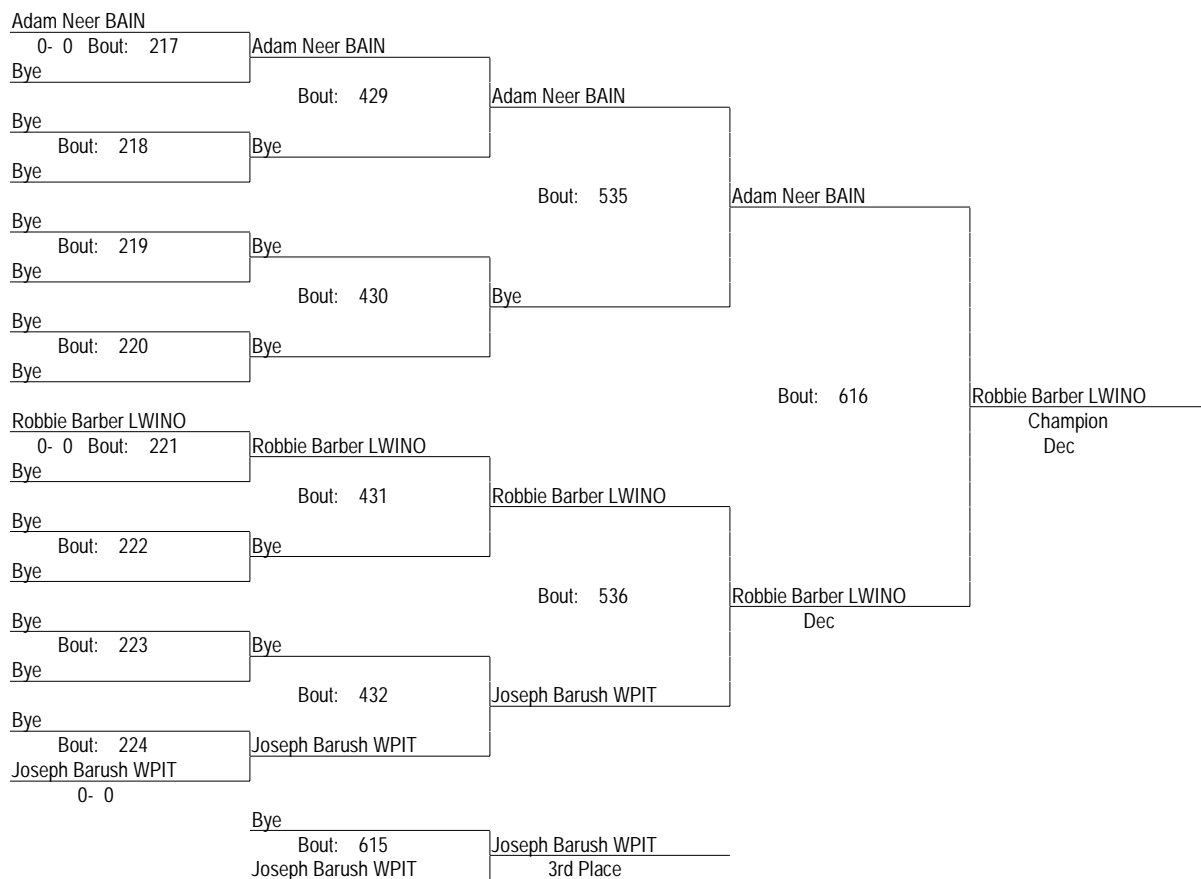 Adam Neer BAIN
0- 0 Bout: 217 Adam Neer BAIN
Bye
Bout: 429 Adam Neer BAIN
Bye
Bout: 218 Bye
Bye
Bout: 535 Adam Neer BAIN
Bye
Bout: 219 Bye
Bye
Bout: 430 Bye
Bye
Bout: 220 Bye
Bye
Bout: 616 Robbie Barber LWINO
Robbie Barber LWINO Champion
0- 0 Bout: 221 Robbie Barber LWINO Dec
Bye
Bout: 431 Robbie Barber LWINO
Bye
Bout: 222 Bye
Bye
Bout: 536 Robbie Barber LWINO
Bye Dec
Bout: 223 Bye
Bye
Bout: 432 Joseph Barush WPIT
Bye
Bout: 224 Joseph Barush WPIT
Joseph Barush WPIT
0- 0
Bye
Bout: 615 Joseph Barush WPIT
Joseph Barush WPIT 3rd Place